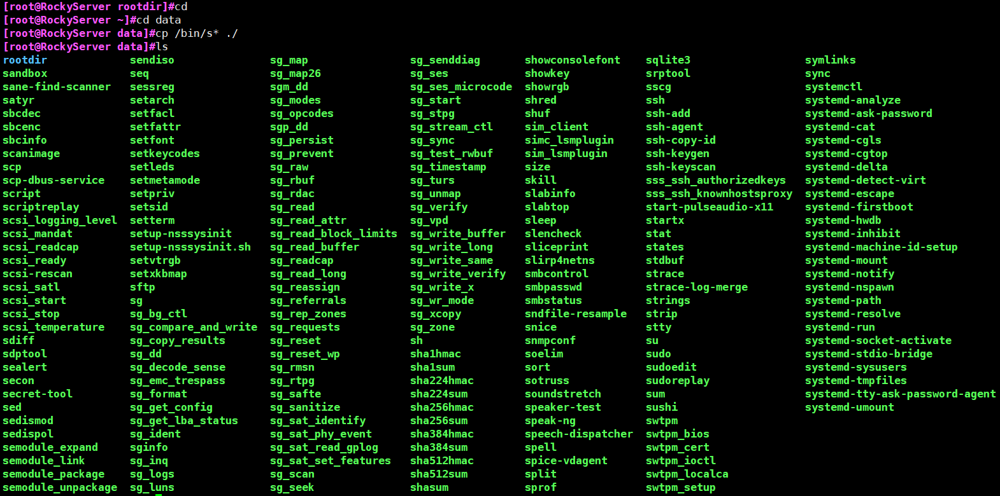 [root@RockyServer rootdir]#cd
[root@RockyServer ~]#cd data
[root@RockyServer data]#cp /bin/s* ./
[root@RockyServer data]#ls
rootdir sendiso sg_map sg_senddiag showconsolefont sqlite3 symlinks
sandbox seq sg_map26 sg_ses showkey srptool sync
sane-find-scanner sessreg sgm_dd sg_ses_microcode showrgb sscg systemctl
satyr setarch sg_modes sg_start shred ssh systemd-analyze
sbcdec setfacl sg_opcodes sg_stpg shuf ssh-add systemd-ask-password
sbcenc setfattr sgp_dd sg_stream_ctl sim_client ssh-agent systemd-cat
sbcinfo setfont sg_persist sg_sync simc_lsmplugin ssh-copy-id systemd-cgls
scanimage setkeycodes sg_prevent sg_test_rwbuf sim_lsmplugin ssh-keygen systemd-cgtop
scp setleds sg_raw sg_timestamp size ssh-keyscan systemd-delta
scp-dbus-service setmetamode sg_rbuf sg_turs skill sss_ssh_authorizedkeys systemd-detect-virt
script setpriv sg_rdac sg_unmap slabinfo sss_ssh_knownhostsproxy systemd-escape
scriptreplay setsid sg_read sg_verify slabtop start-pulseaudio-x11 systemd-firstboot
scsi_logging_level setterm sg_read_attr sg_vpd sleep startx systemd-hwdb
scsi_mandat setup-nsssysinit sg_read_block_limits sg_write_buffer slencheck stat systemd-inhibit
scsi_readcap setup-nsssysinit.sh sg_read_buffer sg_write_long sliceprint states systemd-machine-id-setup
scsi_ready setvtrgb sg_readcap sg_write_same slirp4netns stdbuf systemd-mount
scsi-rescan setxkbmap sg_read_long sg_write_verify smbcontrol strace systemd-notify
scsi_satl sftp sg_reassign sg_write_x smbpasswd strace-log-merge systemd-nspawn
scsi_start sg sg_referrals sg_wr_mode smbstatus strings systemd-path
scsi_stop sg_bg_ctl sg_rep_zones sg_xcopy sndfile-resample strip systemd-resolve
scsi_temperature sg_compare_and_write sg_requests sg_zone snice stty systemd-run
sdiff sg_copy_results sg_reset sh snmpconf su systemd-socket-activate
sdptool sg_dd sg_reset_wp sha1hmac soelim sudo systemd-stdio-bridge
sealert sg_decode_sense sg_rmsn sha1sum sort sudoedit systemd-sysusers
secon sg_emc_trespass sg_rtpg sha224hmac sotruss sudoreplay systemd-tmpfiles
secret-tool sg_format sg_safte sha224sum soundstretch sum systemd-tty-ask-password-agent
sed sg_get_config sg_sanitize sha256hmac speaker-test sushi systemd-umount
sedismod sg_get_lba_status sg_sat_identify sha256sum speak-ng swtpm
sedispol sg_ident sg_sat_phy_event sha384hmac speech-dispatcher swtpm_bios
semodule_expand sginfo sg_sat_read_gplog sha384sum spell swtpm_cert
semodule_link sg_inq sg_sat_set_features sha512hmac spice-vdagent swtpm_ioctl
semodule_package sg_logs sg_scan sha512sum split swtpm_localca
semodule_unpackage sg_luns sg_seek shasum sprof swtpm_setup